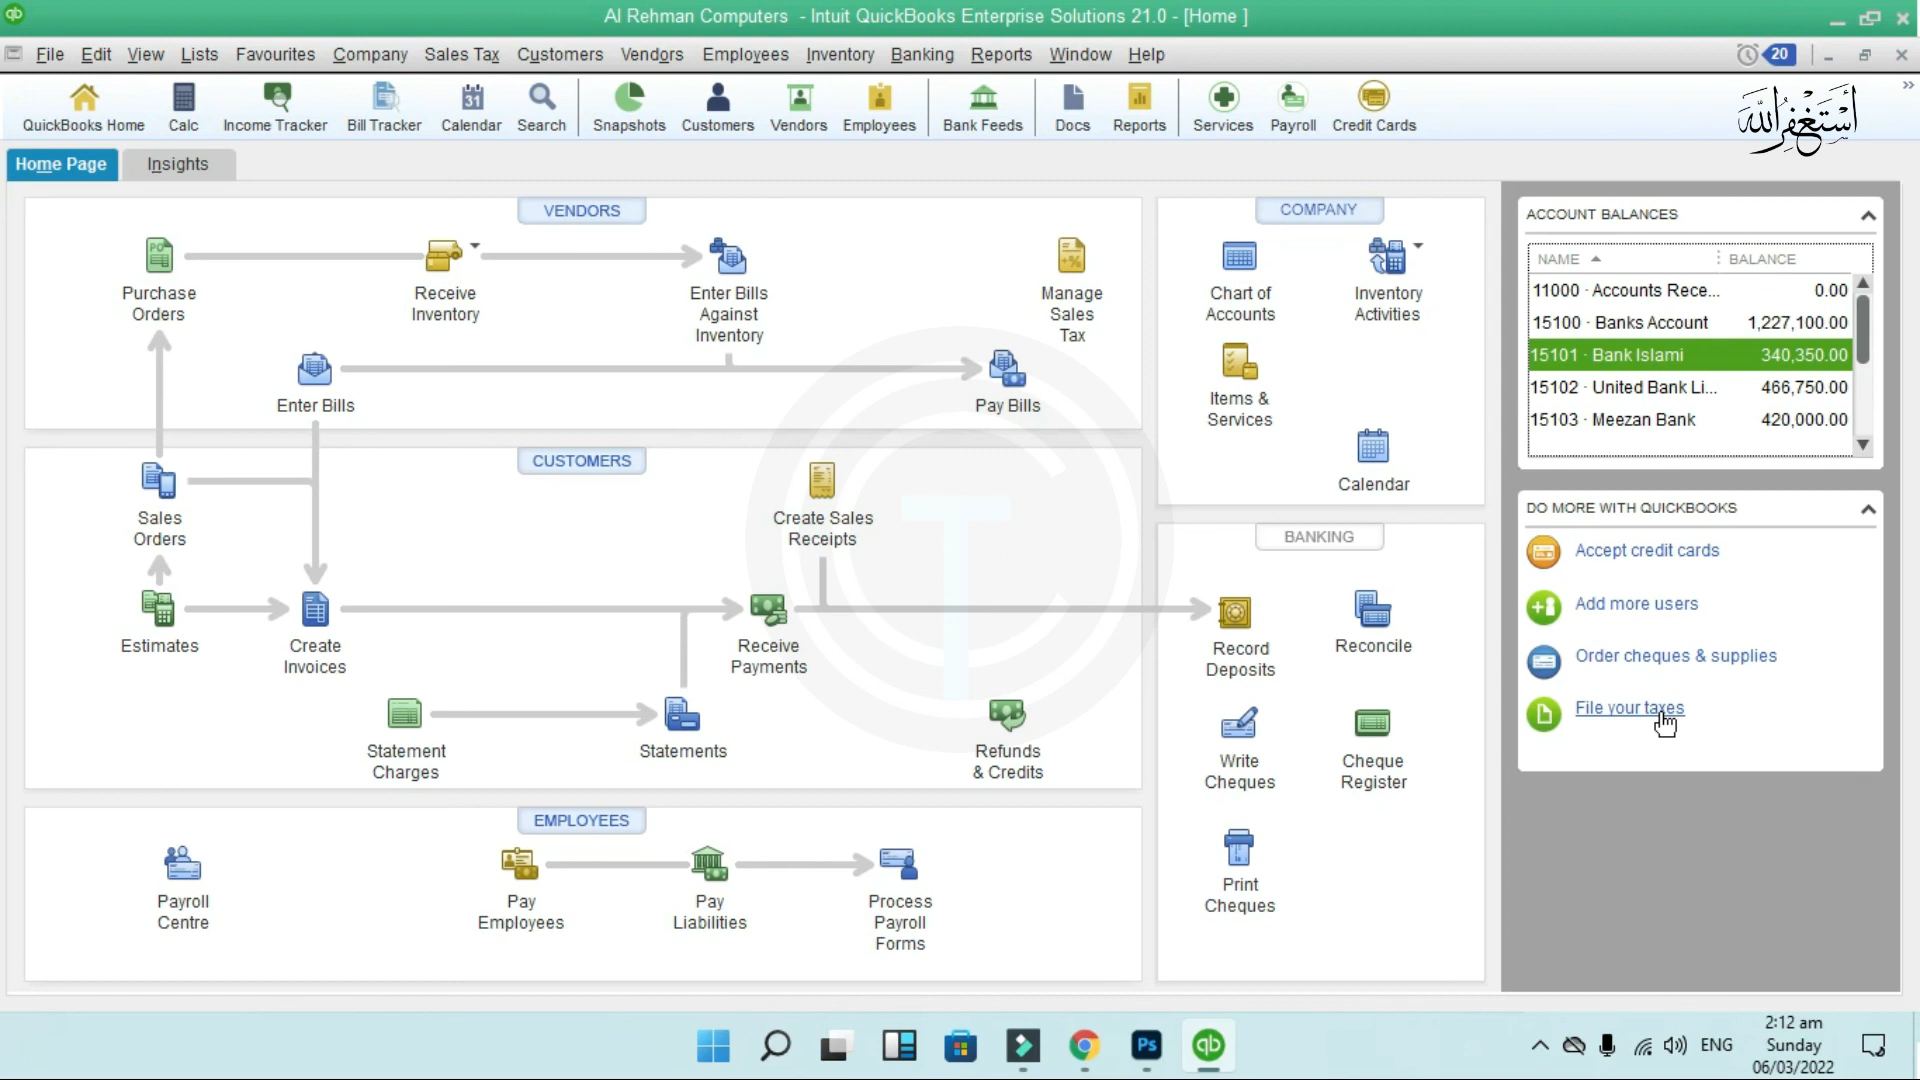 Al Rehman Computers  - Intuit QuickBooks Enterprise Solutions 21.0 - [Home ]
File Edit View Lists Favourites Company Sales Tax Customers Vendors Employees Inventory Banking Reports Window Help
20
QuickBooks Home Calc Income Tracker Bill Tracker Calendar Search Snapshots Customers Vendors Employees Bank Feeds Docs Reports Services Payroll Credit Cards
31
أَسْتَغْفِرُاللّٰه
Home Page Insights
VENDORS
PO
Purchase
Orders
Receive
Inventory
Enter Bills
Against
Inventory
Manage
Sales
Tax
Enter Bills
Pay Bills
CUSTOMERS
Sales
Orders
Create Sales
Receipts
Estimates
Create
Invoices
Receive
Payments
Statement
Charges
Statements
Refunds
& Credits
EMPLOYEES
Payroll
Centre
Pay
Employees
Pay
Liabilities
Process
Payroll
Forms
COMPANY
Chart of
Accounts
Inventory
Activities
Items &
Services
Calendar
BANKING
Record
Deposits
Reconcile
Write
Cheques
Cheque
Register
Print
Cheques
ACCOUNT BALANCES
NAME BALANCE
11000 · Accounts Rece... 0.00
15100 · Banks Account 1,227,100.00
15101 · Bank Islami 340,350.00
15102 · United Bank Li... 466,750.00
15103 · Meezan Bank 420,000.00
DO MORE WITH QUICKBOOKS
Accept credit cards
Add more users
Order cheques & supplies
File your taxes
Ps
qb
ENG
2:12 am
Sunday
06/03/2022